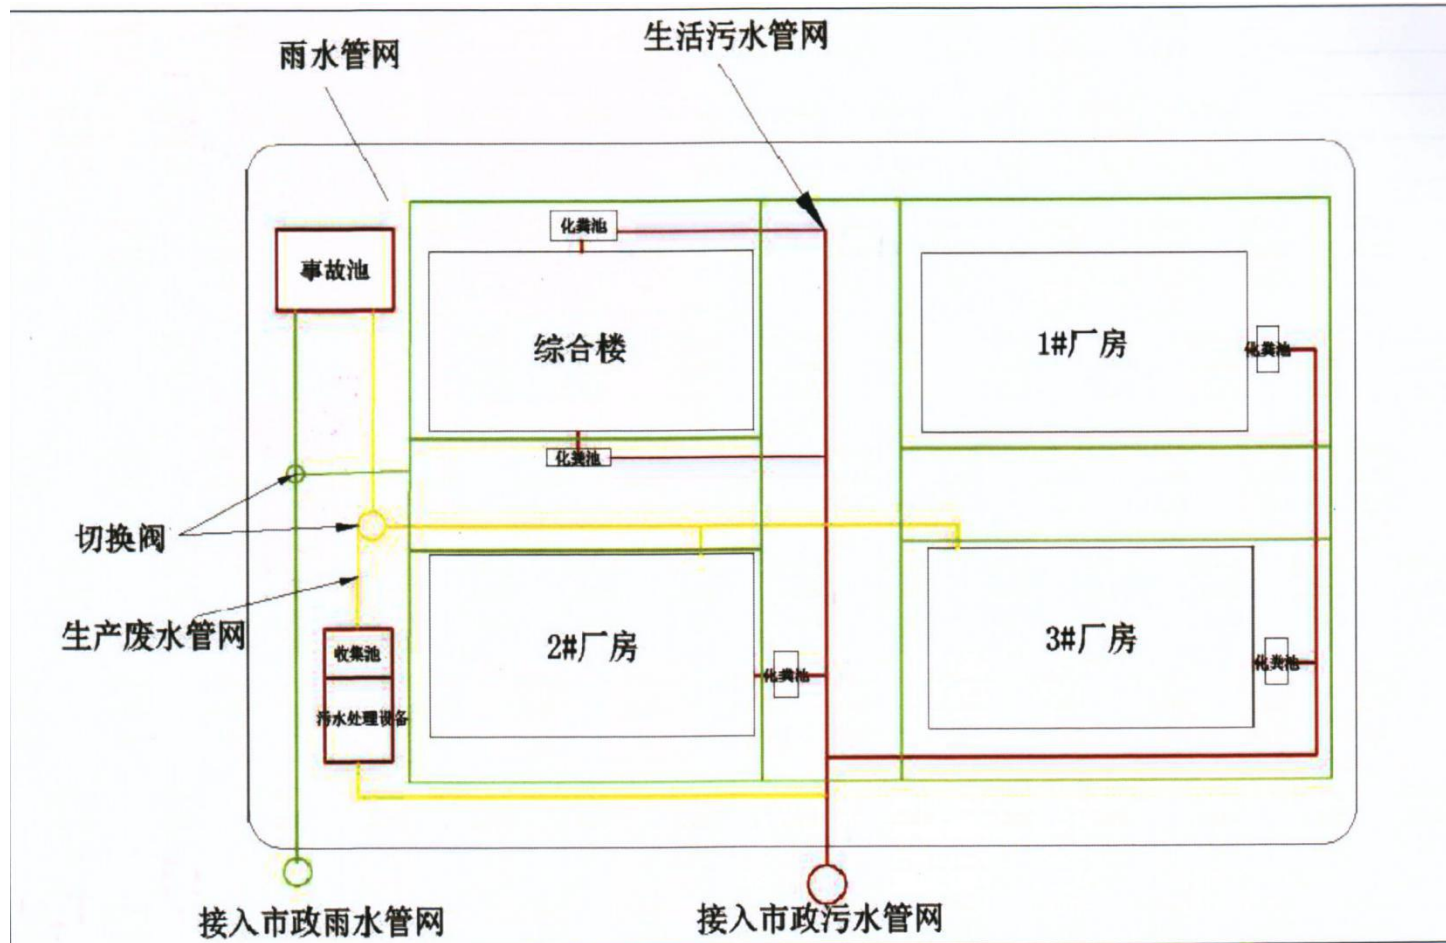 生活污水管网
雨水管网
化粪池
事故池
综合楼
1#厂房
化粪池
化粪池
切换阀
生产废水管网
收集池
2#厂房
3#厂房
化粪池
化粪池
污水处理设备
接入市政雨水管网
接入市政污水管网